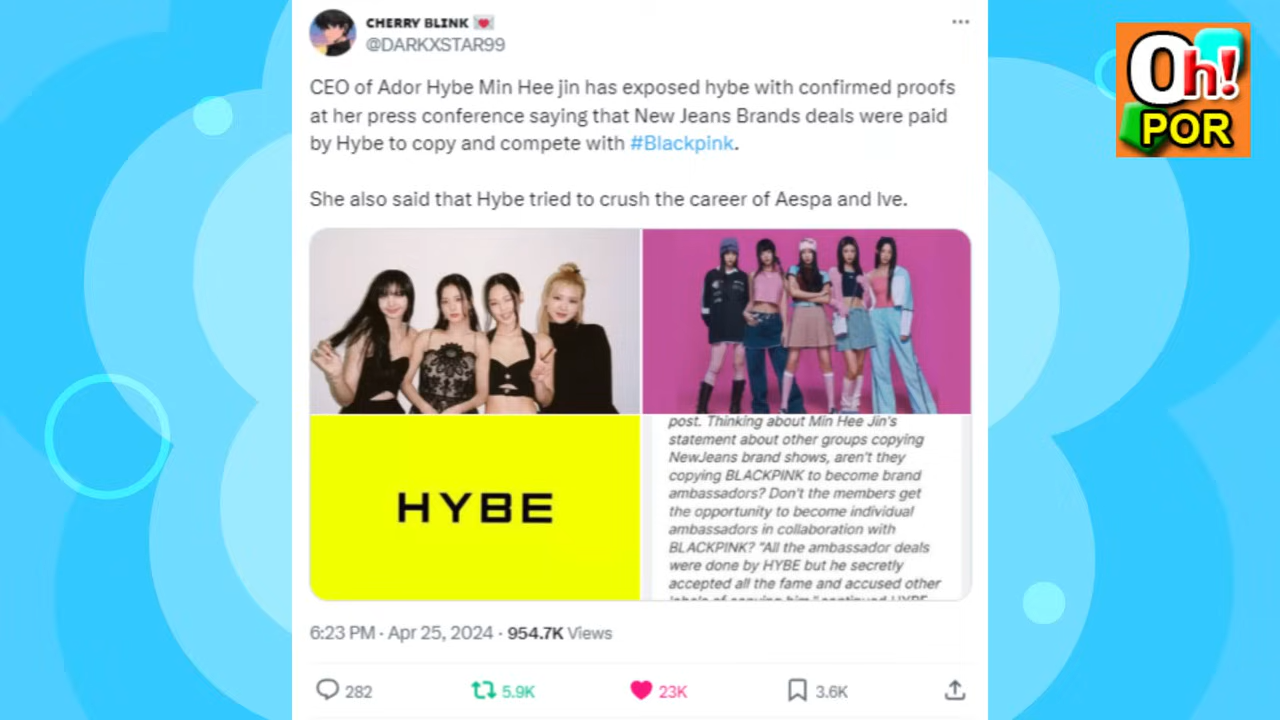 CHERRY BLINK 💌
@DARKXSTAR99
Oh!
POR
CEO of Ador Hybe Min Hee jin has exposed hybe with confirmed proofs
at her press conference saying that New Jeans Brands deals were paid
by Hybe to copy and compete with #Blackpink.
She also said that Hybe tried to crush the career of Aespa and Ive.
HYBE
post. Thinking about Min Hee Jin's
statement about other groups copying
NewJeans brand shows, aren't they
copying BLACKPINK to become brand
ambassadors? Don't the members get
the opportunity to become individual
ambassadors in collaboration with
BLACKPINK? "All the ambassador deals
were done by HYBE but he secretly
accepted all the fame and accused other
6:23 PM · Apr 25, 2024 · 954.7K Views
282 5.9K 23K 3.6K